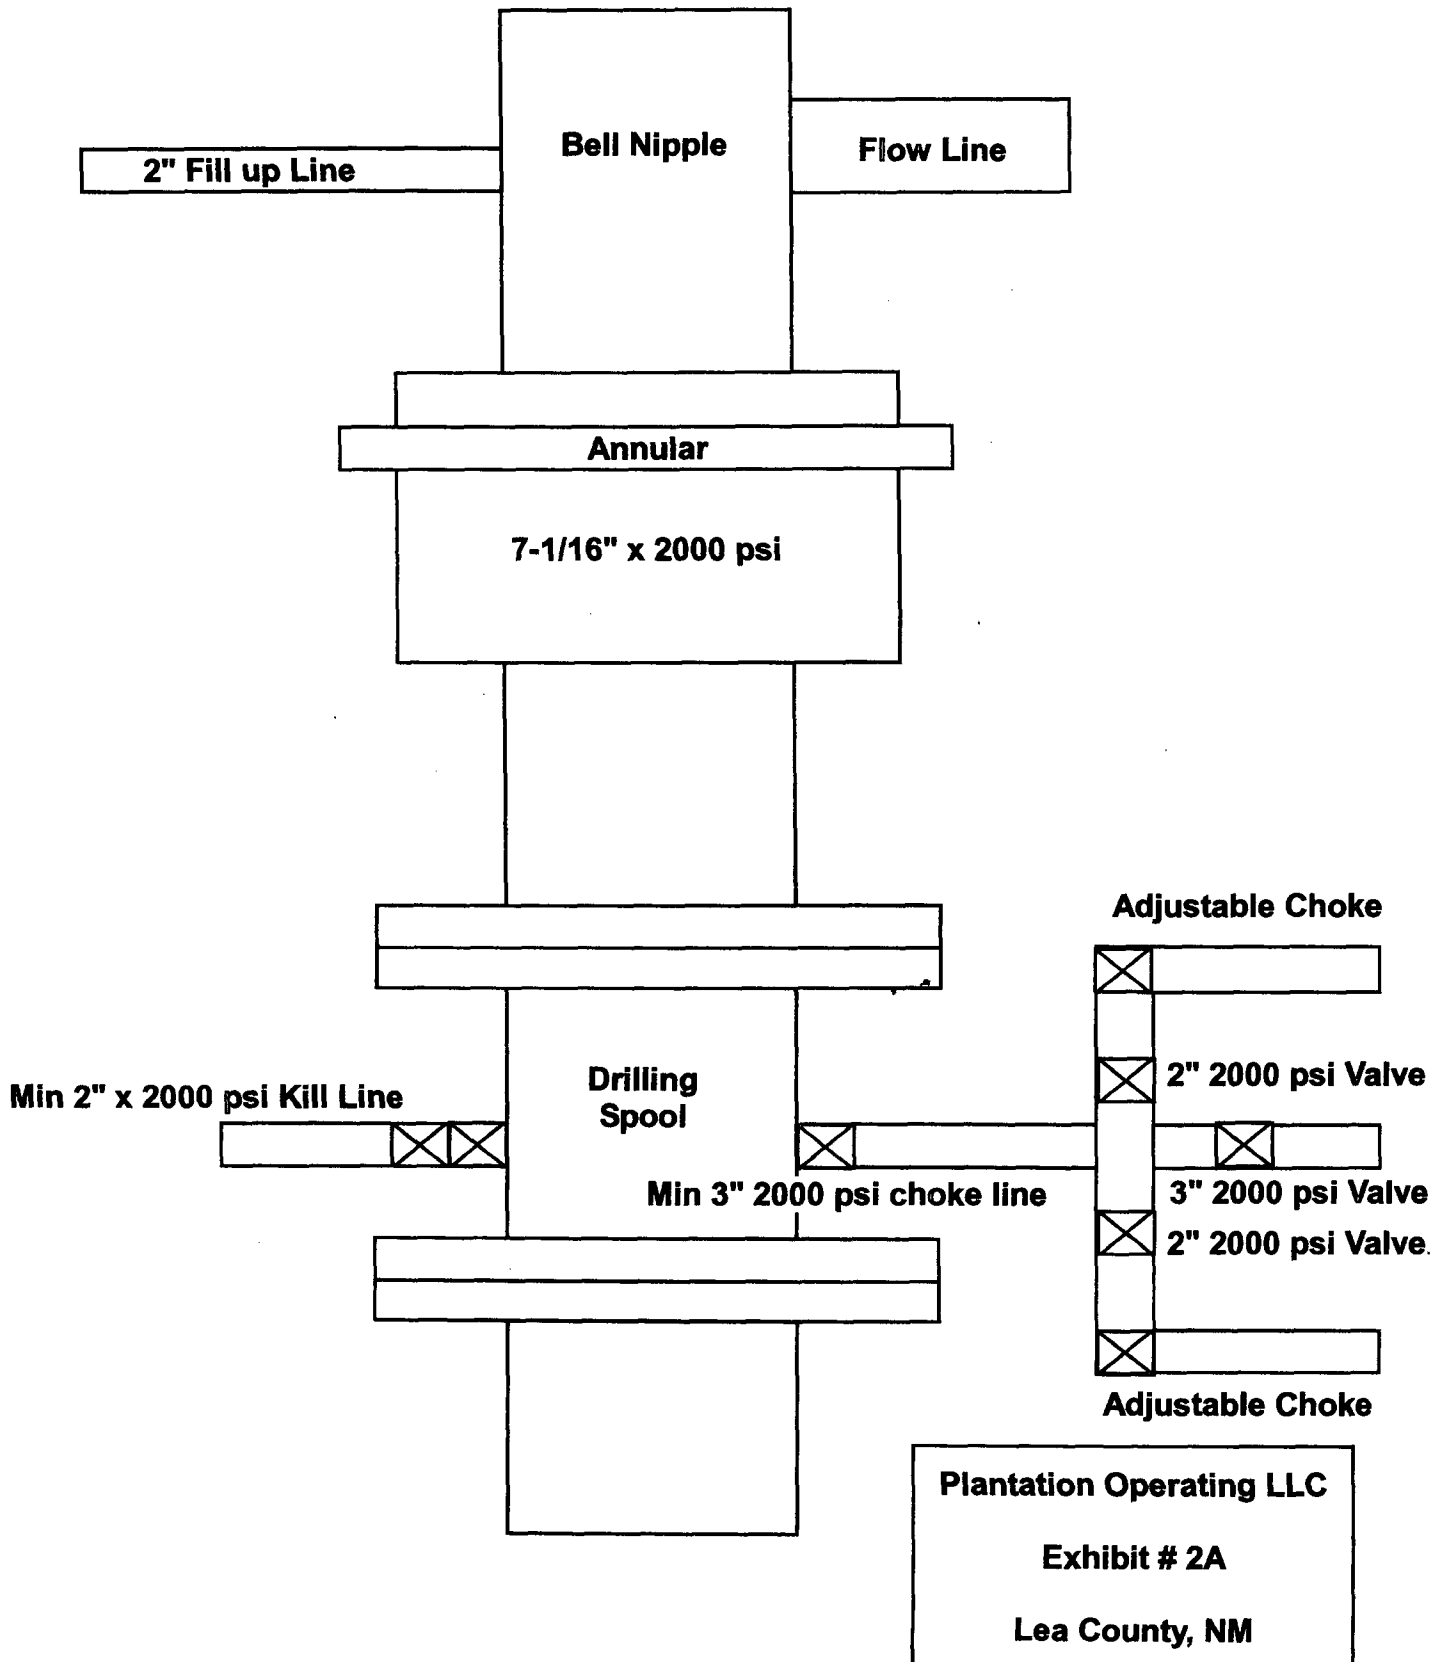 Bell Nipple
Flow Line
2" Fill up Line
Annular
7-1/16" x 2000 psi
Adjustable Choke
Drilling
Spool
2" 2000 psi Valve
Min 2" x 2000 psi Kill Line
Min 3" 2000 psi choke line
3" 2000 psi Valve
2" 2000 psi Valve
Adjustable Choke
Plantation Operating LLC
Exhibit # 2A
Lea County, NM